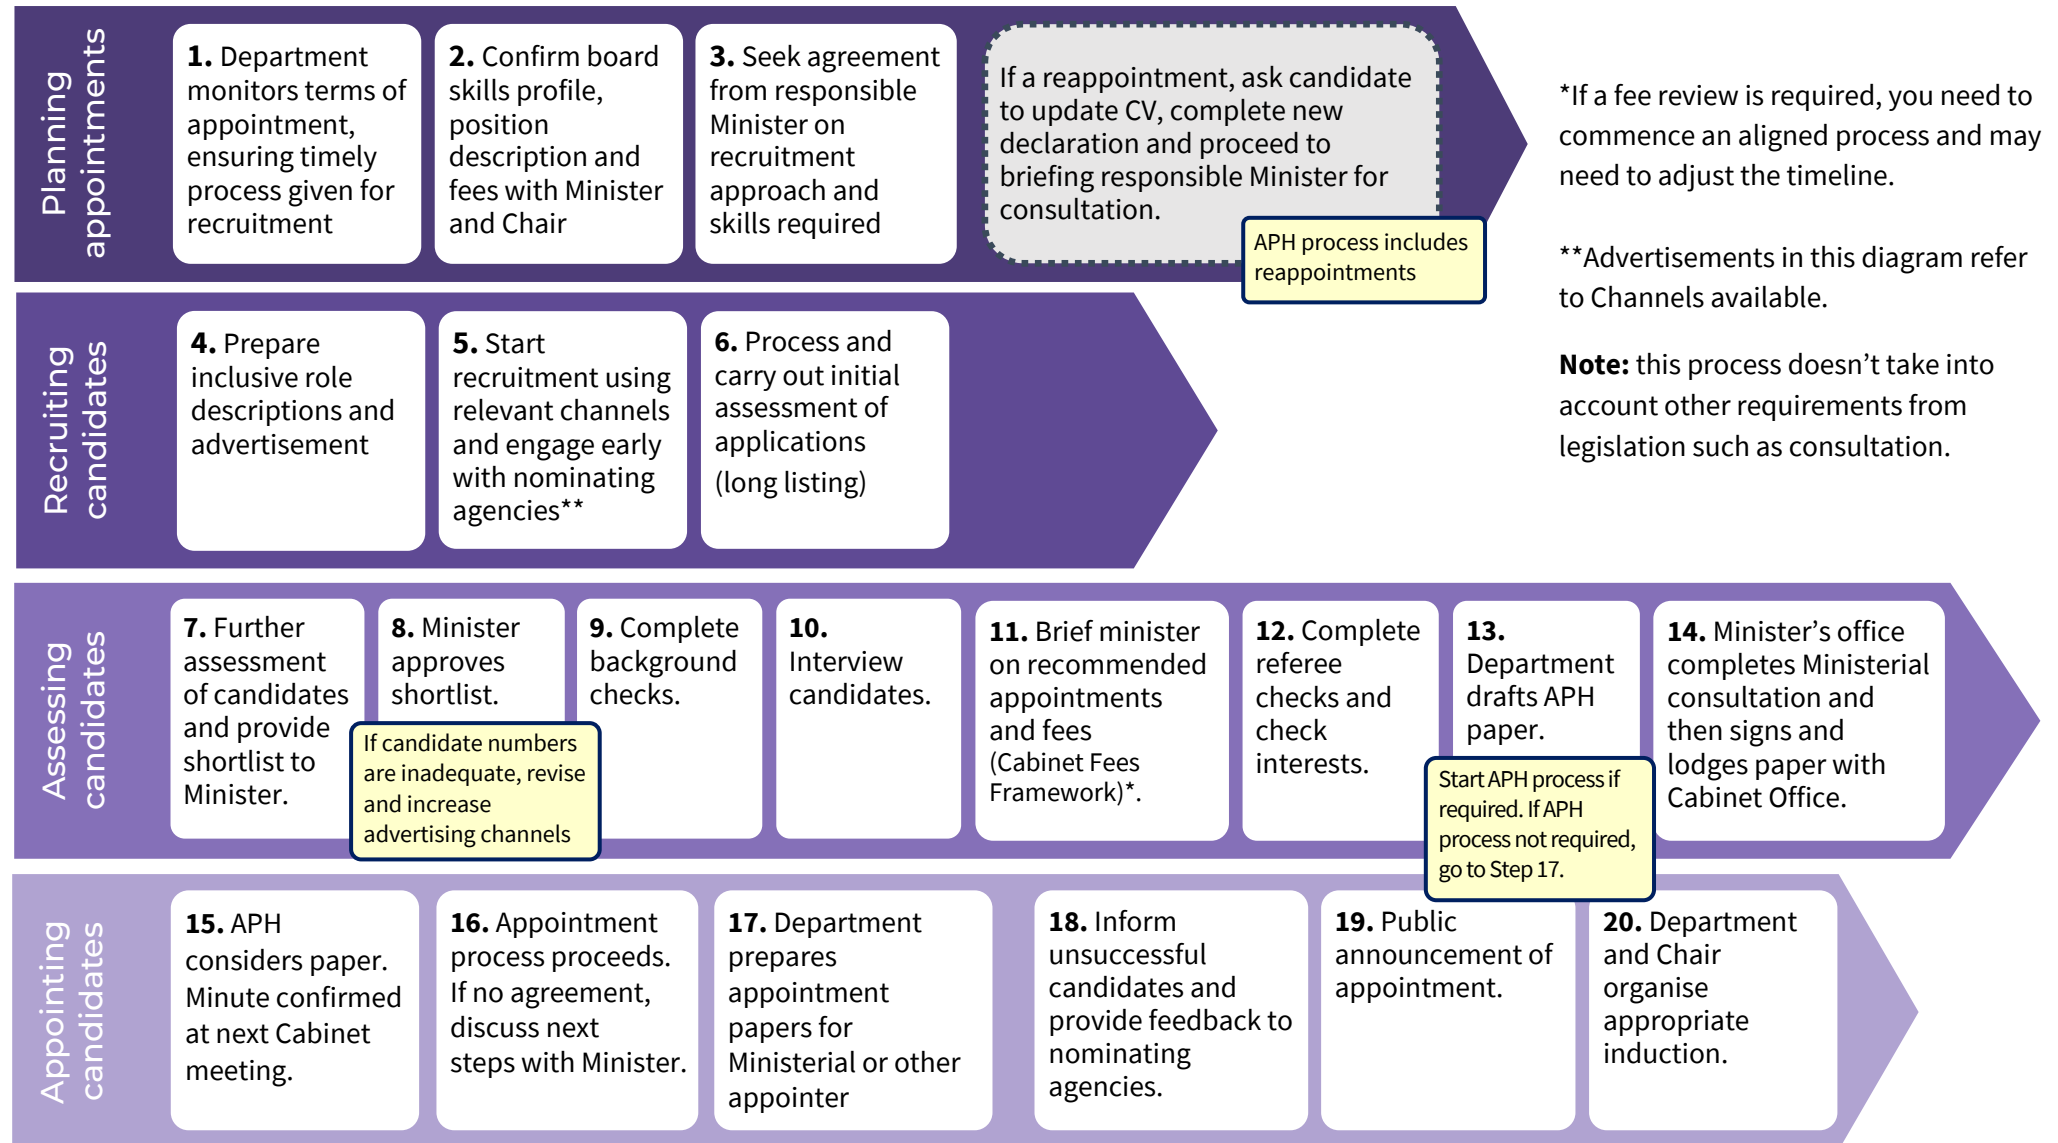 Planning
appointments
1. Department
monitors terms of
appointment,
ensuring timely
process given for
recruitment
2. Confirm board
skills profile,
position
description and
fees with Minister
and Chair
3. Seek agreement
from responsible
Minister on
recruitment
approach and
skills required
If a reappointment, ask candidate
to update CV, complete new
declaration and proceed to
briefing responsible Minister for
consultation.
APH process includes
reappointments
*If a fee review is required, you need to
commence an aligned process and may
need to adjust the timeline.
**Advertisements in this diagram refer
to Channels available.
Note: this process doesn’t take into
account other requirements from
legislation such as consultation.
Recruiting
candidates
4. Prepare
inclusive role
descriptions and
advertisement
5. Start
recruitment using
relevant channels
and engage early
with nominating
agencies**
6. Process and
carry out initial
assessment of
applications
(long listing)
Assessing
candidates
7. Further
assessment
of candidates
and provide
shortlist to
Minister.
8. Minister
approves
shortlist.
If candidate numbers
are inadequate, revise
and increase
advertising channels
9. Complete
background
checks.
10.
Interview
candidates.
11. Brief minister
on recommended
appointments
and fees
(Cabinet Fees
Framework)*.
12. Complete
referee
checks and
check
interests.
13.
Department
drafts APH
paper.
Start APH process if
required. If APH
process not required,
go to Step 17.
14. Minister’s office
completes Ministerial
consultation and
then signs and
lodges paper with
Cabinet Office.
Appointing
candidates
15. APH
considers paper.
Minute confirmed
at next Cabinet
meeting.
16. Appointment
process proceeds.
If no agreement,
discuss next
steps with Minister.
17. Department
prepares
appointment
papers for
Ministerial or other
appointer
18. Inform
unsuccessful
candidates and
provide feedback to
nominating
agencies.
19. Public
announcement of
appointment.
20. Department
and Chair
organise
appropriate
induction.